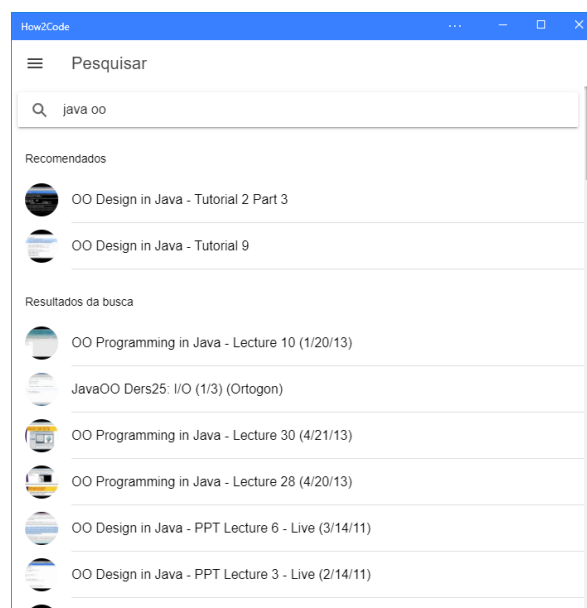 How2Code
Pesquisar
java oo
Recomendados
OO Design in Java - Tutorial 2 Part 3
OO Design in Java - Tutorial 9
Resultados da busca
OO Programming in Java - Lecture 10 (1/20/13)
JavaOO Ders25: I/O (1/3) (Ortogon)
OO Programming in Java - Lecture 30 (4/21/13)
OO Programming in Java - Lecture 28 (4/20/13)
OO Design in Java - PPT Lecture 6 - Live (3/14/11)
OO Design in Java - PPT Lecture 3 - Live (2/14/11)